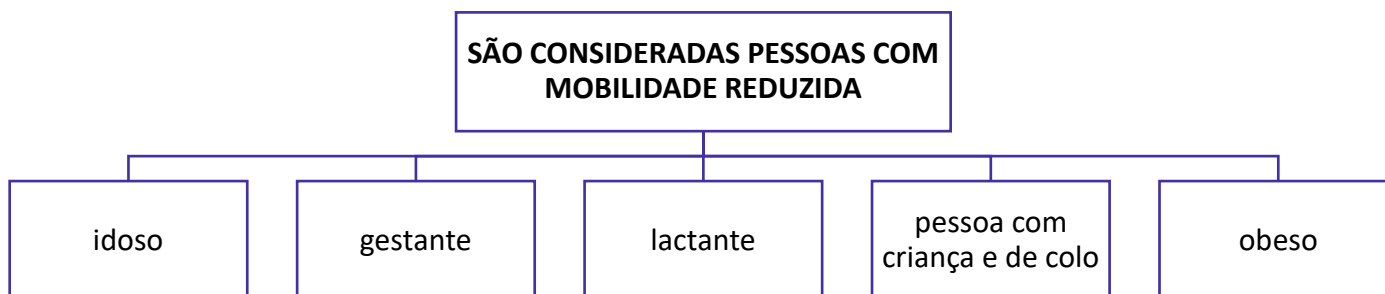 SÃO CONSIDERADAS PESSOAS COM
MOBILIDADE REDUZIDA
idoso
gestante
lactante
pessoa com
criança e de colo
obeso